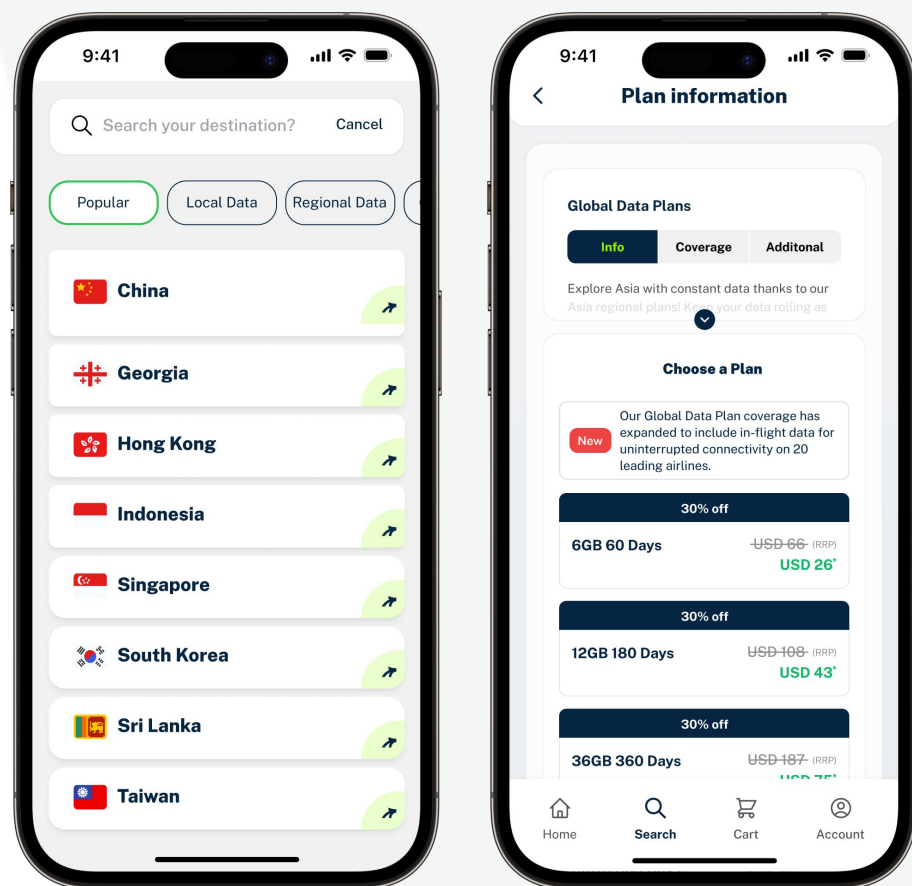 9:41
Search your destination?
Cancel
Popular
Local Data
Regional Data
China
Georgia
Hong Kong
Indonesia
Singapore
South Korea
Sri Lanka
Taiwan
9:41
Plan information
Global Data Plans
Info
Coverage
Additonal
Explore Asia with constant data thanks to our
Asia regional plans! Keep your data rolling as
Choose a Plan
New
Our Global Data Plan coverage has
expanded to include in-flight data for
uninterrupted connectivity on 20
leading airlines.
30% off
6GB 60 Days
USD 66 (RRP)
USD 26*
30% off
12GB 180 Days
USD 108 (RRP)
USD 43*
30% off
36GB 360 Days
USD 187 (RRP)
USD 75*
Home
Search
Cart
Account